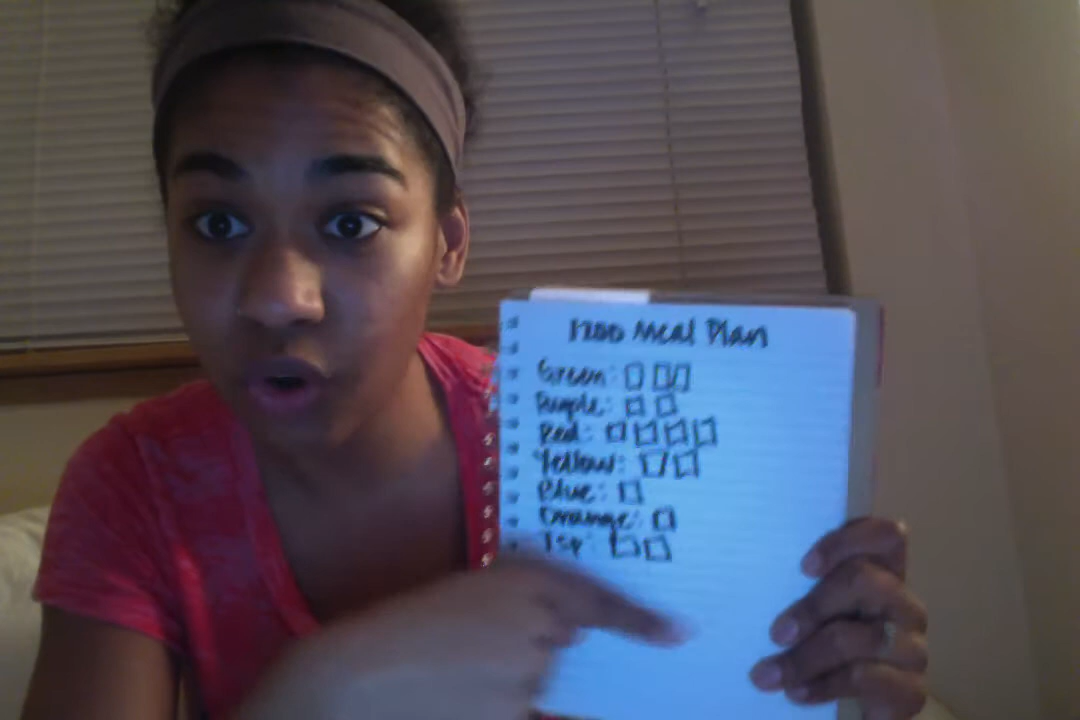 1200 Meal Plan
Green: □ □ □
Purple: □ □
Red: □ □ □ □
Yellow: □ □
Blue: □
Orange: □
Tsp: □ □